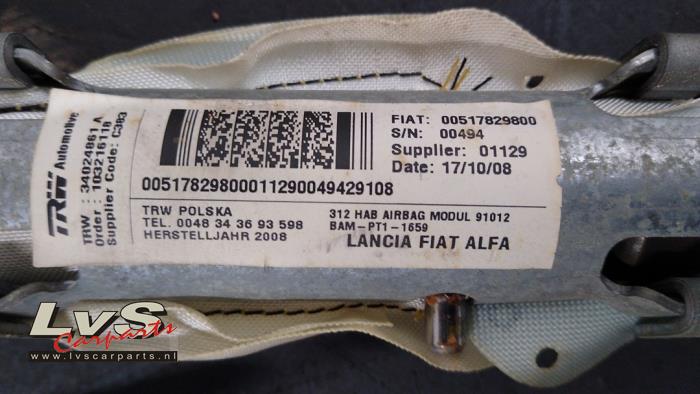 TRW Automotive
TRW : 34024861 A
Order : 103216118
Supplier Code: C383
FIAT: 00517829800
S/N: 00494
Supplier: 01129
Date: 17/10/08
00517829800011290049429108
TRW POLSKA
TEL. 0048 34 36 93 598
HERSTELLJAHR 2008
312 HAB AIRBAG MODUL 91012
BAM-PT1-1659
LANCIA FIAT ALFA
LvS
Carparts
www.lvscarparts.nl